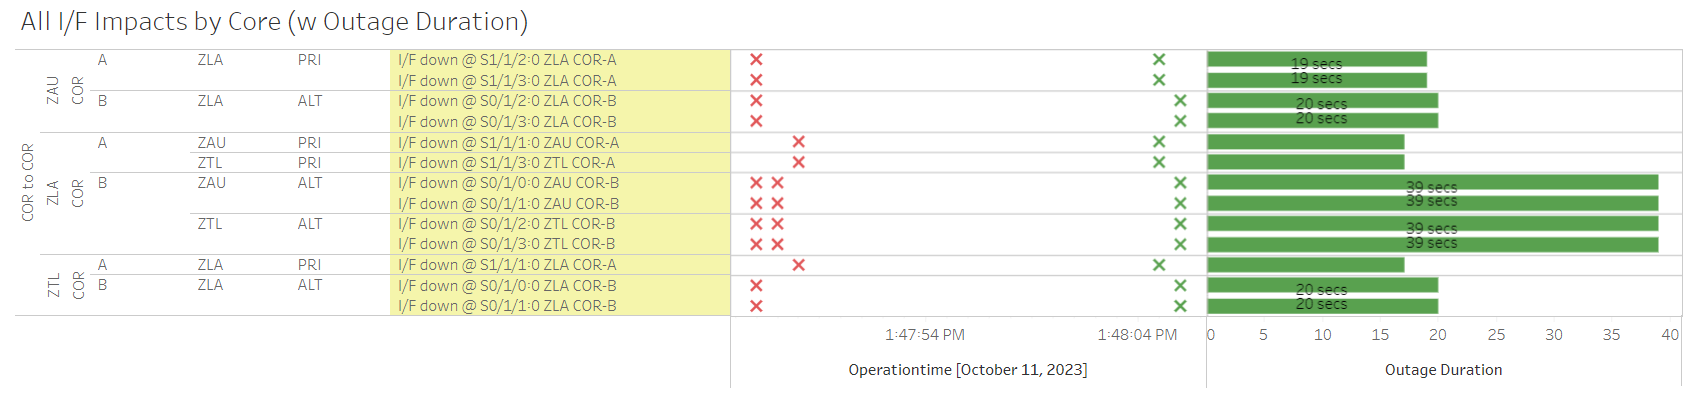 All I/F Impacts by Core (w Outage Duration)
COR to COR
ZAU COR
A ZLA PRI I/F down @ S1/1/2:0 ZLA COR-A 19 secs
I/F down @ S1/1/3:0 ZLA COR-A 19 secs
B ZLA ALT I/F down @ S0/1/2:0 ZLA COR-B 20 secs
I/F down @ S0/1/3:0 ZLA COR-B 20 secs
ZLA COR
A ZAU PRI I/F down @ S1/1/1:0 ZAU COR-A
ZTL PRI I/F down @ S1/1/3:0 ZTL COR-A
B ZAU ALT I/F down @ S0/1/0:0 ZAU COR-B 39 secs
I/F down @ S0/1/1:0 ZAU COR-B 39 secs
ZTL ALT I/F down @ S0/1/2:0 ZTL COR-B 39 secs
I/F down @ S0/1/3:0 ZTL COR-B 39 secs
ZTL COR
A ZLA PRI I/F down @ S1/1/1:0 ZLA COR-A
B ZLA ALT I/F down @ S0/1/0:0 ZLA COR-B 20 secs
I/F down @ S0/1/1:0 ZLA COR-B 20 secs
1:47:54 PM 1:48:04 PM 0 5 10 15 20 25 30 35 40
Operationtime [October 11, 2023] Outage Duration